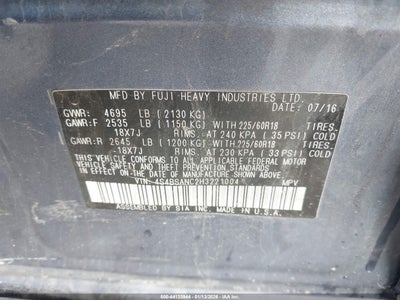 MFD BY FUJI HEAVY INDUSTRIES LTD.
DATE: 07/16
GVWR: 4695 LB (2130 KG)
GAWR:F 2535 LB (1150 KG) WITH 225/60R18 TIRES,
18X7J RIMS, AT 240 KPA (35 PSI) COLD
GAWR:R 2645 LB (1200 KG) WITH 225/60R18 TIRES,
18X7J RIMS, AT 230 KPA (33 PSI) COLD
THIS VEHICLE CONFORMS TO ALL APPLICABLE FEDERAL MOTOR
VEHICLE SAFETY AND THEFT PREVENTION STANDARDS IN
EFFECT ON THE DATE OF MANUFACTURE SHOWN ABOVE.
VIN: 4S4BSANC2H3221004 MPV
ASSEMBLED BY SIA INC. MADE IN U.S.A.